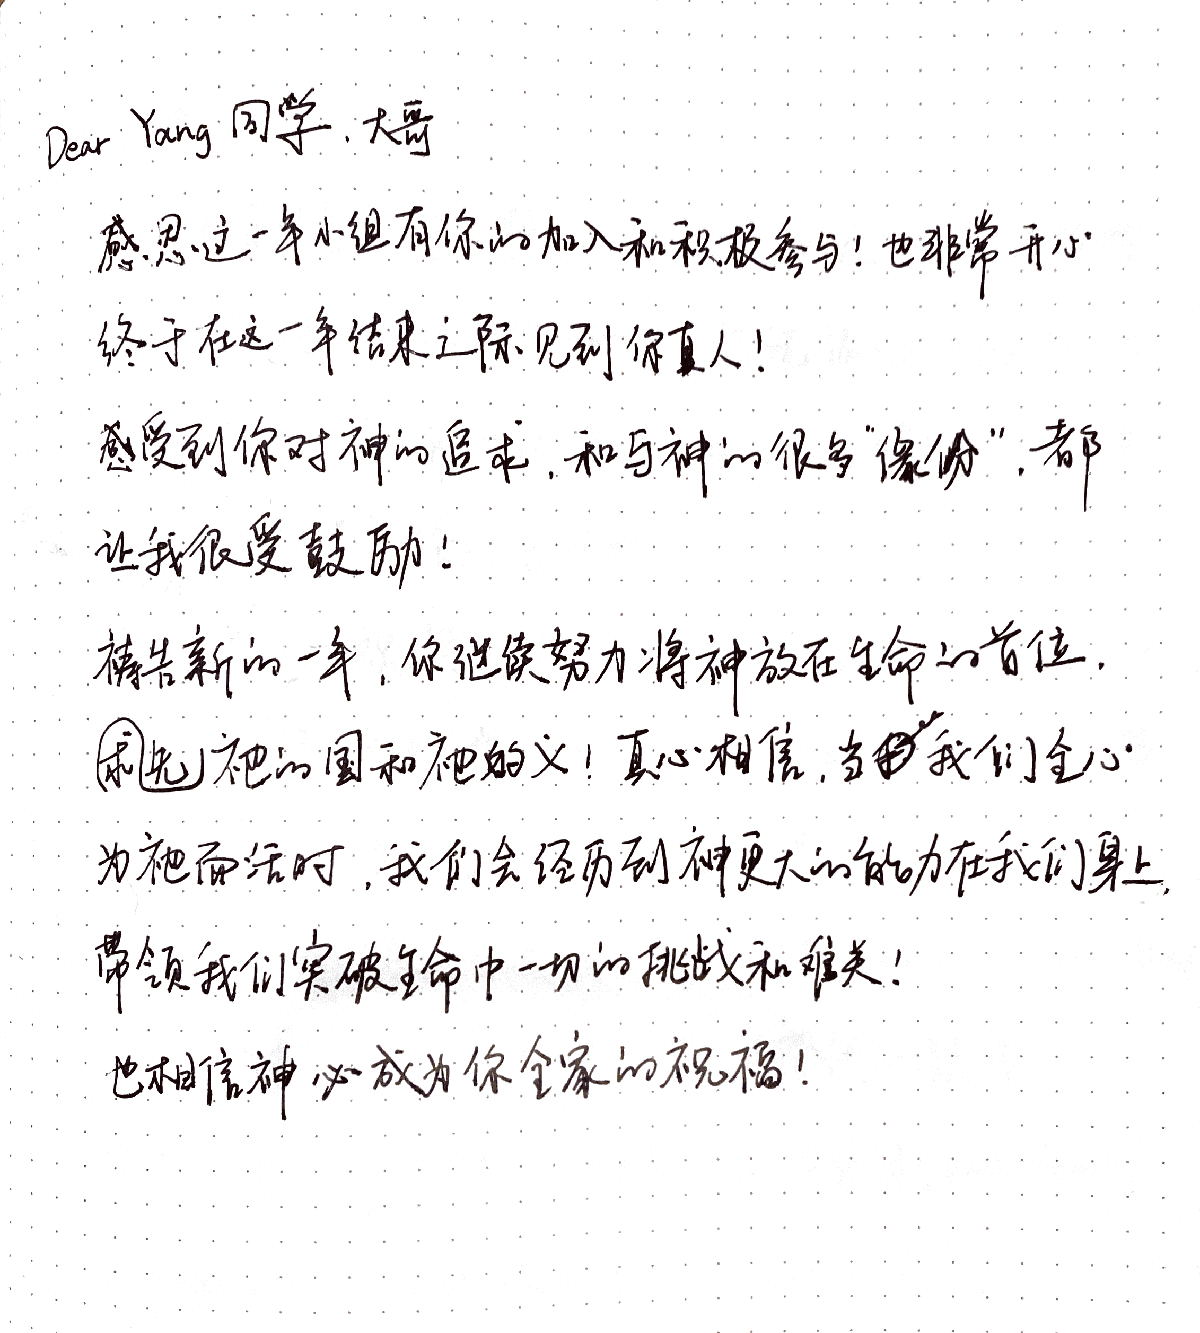 Dear Yang 同学、大哥
感恩这一年小组有你的加入和积极参与！也非常开心
终于在这一年结束之际见到你真人！
感受到你对神的追求，和与神的很多“缘份”，都
让我很受鼓励！
祷告新的一年，你继续努力将神放在生命的首位，
求先祂的国和祂的义！真心相信，当我们全心
为祂而活时，我们会经历到神更大的能力在我们身上，
带领我们突破生命中一切的挑战和难关！
也相信神必成为你全家的祝福！